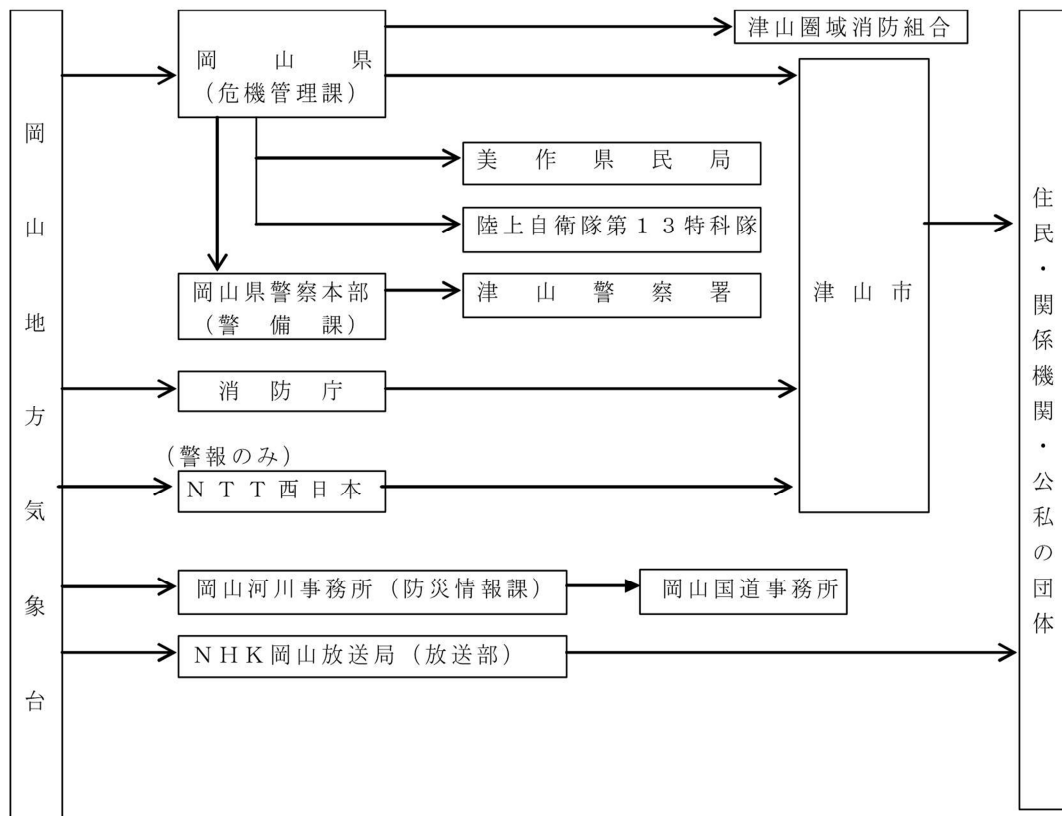 岡山地方気象台
岡山県
（危機管理課）
津山圏域消防組合
美作県民局
陸上自衛隊第１３特科隊
岡山県警察本部
（警備課）
津山警察署
消防庁
（警報のみ）
ＮＴＴ西日本
津山市
岡山河川事務所（防災情報課）
岡山国道事務所
ＮＨＫ岡山放送局（放送部）
住民・関係機関・公私の団体